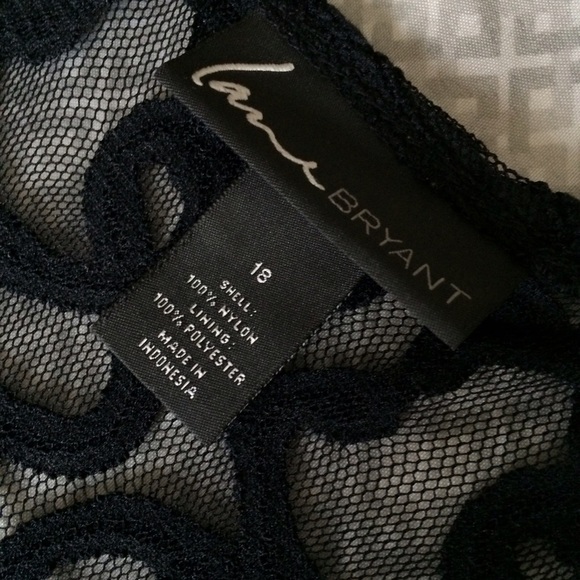 Lane BRYANT
18
SHELL:
100% NYLON
LINING:
100% POLYESTER
MADE IN
INDONESIA